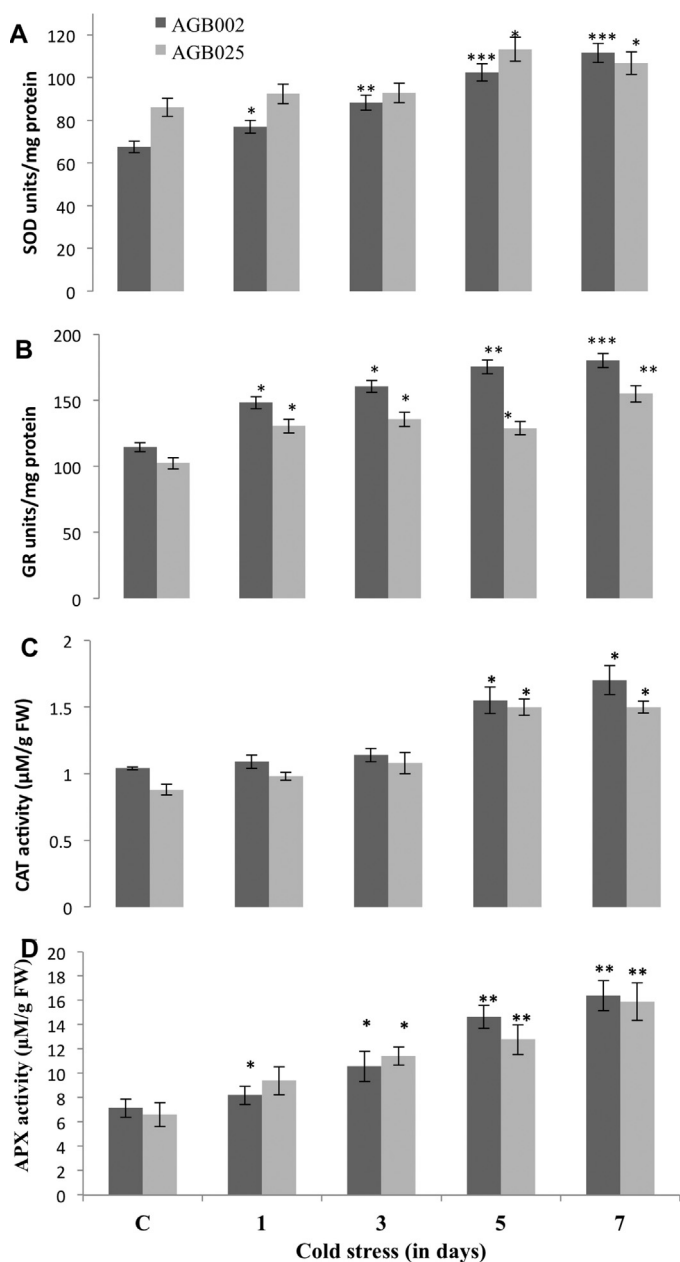 A
AGB002
AGB025
SOD units/mg protein
120
100
80
60
40
20
0
* ** *** * *** *
B
GR units/mg protein
200
150
100
50
0
* * * * ** * *** **
C
CAT activity (µM/g FW)
2
1.5
1
0.5
0
* * * *
D
APX activity (µM/g FW)
20
18
16
14
12
10
8
6
4
2
0
* * * ** ** ** **
C 1 3 5 7
Cold stress (in days)